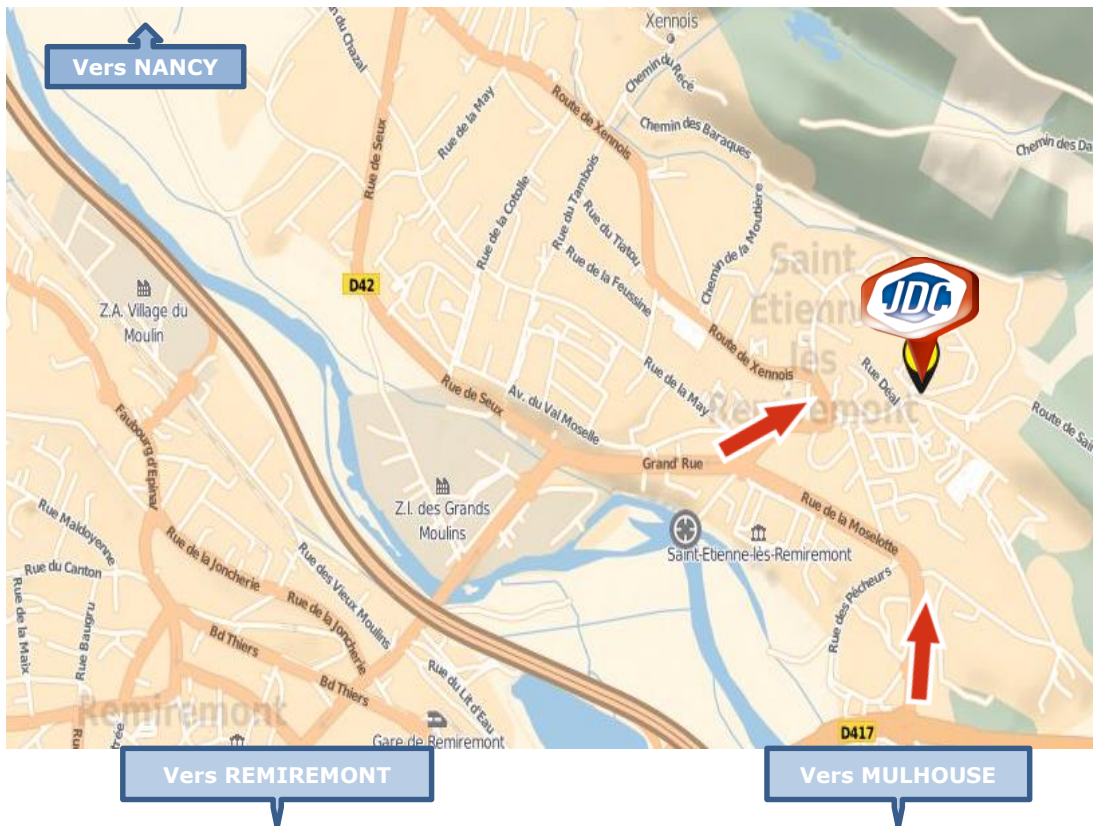 Xennois
Vers NANCY
n du Chazal
Chemin du Récé
Route de Xennois
Rue de la May
Chemin des Baraques
Chemin des Da
Rue de Seux
Rue du Tambois
Rue de la Cotolle
Chemin de la Moutière
Rue du Tiatou
Rue de la Feussine
Saint
Etienne
lès
Remiremont
JDC
D42
Z.A. Village du
Moulin
Route de Xennois
Rue Déal
Rue de la May
Rue de Seux
Av. du Val Moselle
Route de Sai
Faubourg d'Epinal
Grand' Rue
Z.I. des Grands
Moulins
Rue de la Moselotte
Saint-Etienne-lès-Remiremont
Rue Maldoyenne
Rue du Canton
Rue de la Joncherie
Rue des Vieux Moulins
Rue des Pêcheurs
Rue de la Maix
Rue Baugru
Rue de la Joncherie
Bd Thiers
Bd Thiers
Rue du Lit d'Eau
Remiremont
Gare de Remiremont
D417
Vers REMIREMONT
Vers MULHOUSE